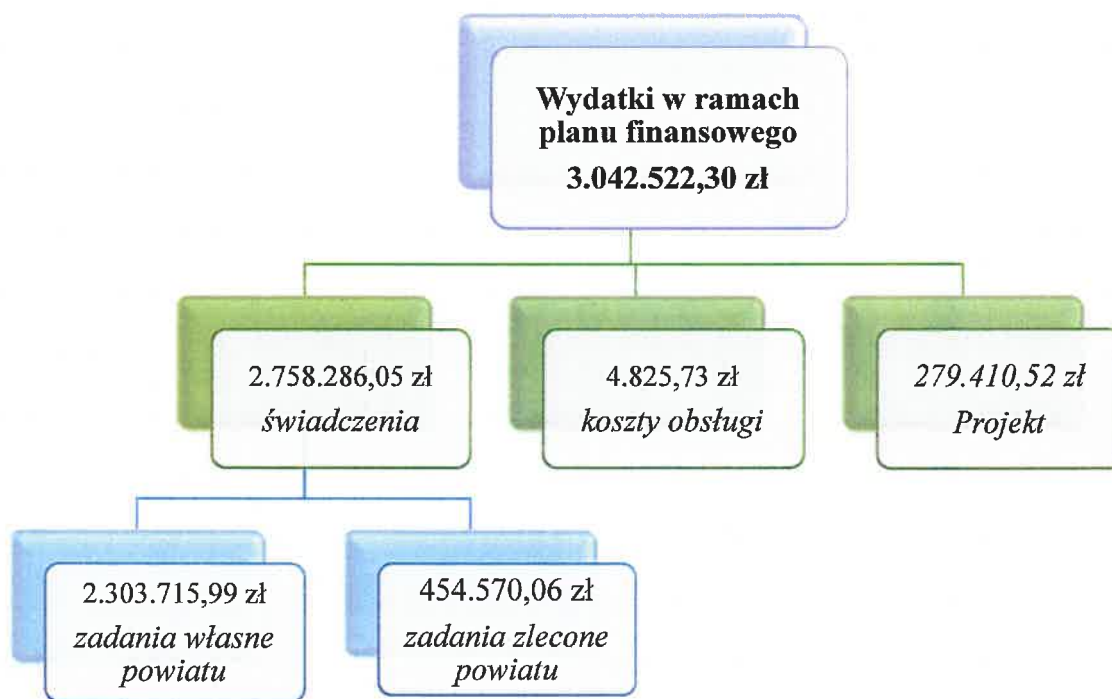 Wydatki w ramach
planu finansowego
3.042.522,30 zł
2.758.286,05 zł
świadczenia
4.825,73 zł
koszty obsługi
279.410,52 zł
Projekt
2.303.715,99 zł
zadania własne
powiatu
454.570,06 zł
zadania zlecone
powiatu